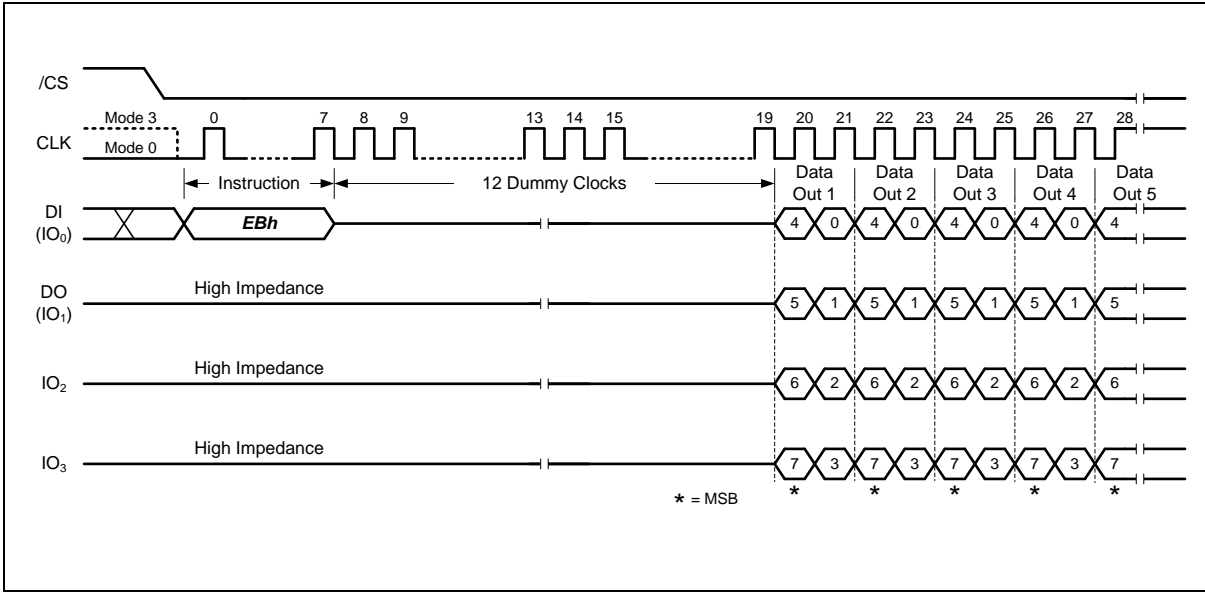 /CS
Mode 3 0 7 8 9 13 14 15 19 20 21 22 23 24 25 26 27 28
CLK
Mode 0
Instruction 12 Dummy Clocks Data Out 1 Data Out 2 Data Out 3 Data Out 4 Data Out 5
DI
(IO₀)
EBh 4 0 4 0 4 0 4 0 4
DO
(IO₁)
High Impedance 5 1 5 1 5 1 5 1 5
IO₂
High Impedance 6 2 6 2 6 2 6 2 6
IO₃
High Impedance 7 3 7 3 7 3 7 3 7
* * * * *
* = MSB